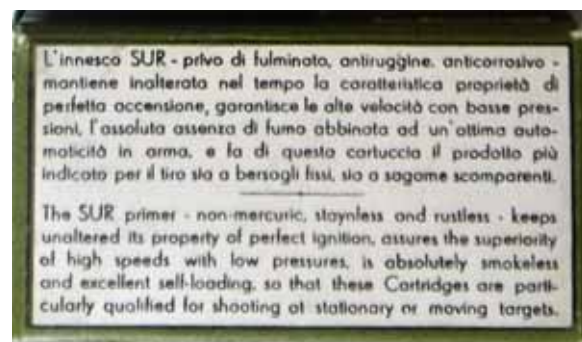 L'innesco SUR - privo di fulminato, antiruggine, anticorrosivo -
mantiene inalterata nel tempo la caratteristica proprietà di
perfetta accensione, garantisce le alte velocità con basse pres-
sioni, l'assoluta assenza di fumo abbinata ad un'ottima auto-
maticità in arma, e fa di questa cartuccia il prodotto più
indicato per il tiro sia a bersagli fissi, sia a sagome scomparenti.
The SUR primer - non-mercuric, staynless and rustless - keeps
unaltered its property of perfect ignition, assures the superiority
of high speeds with low pressures, is absolutely smokeless
and excellent self-loading, so that these Cartridges are parti-
cularly qualified for shooting at stationary or moving targets.